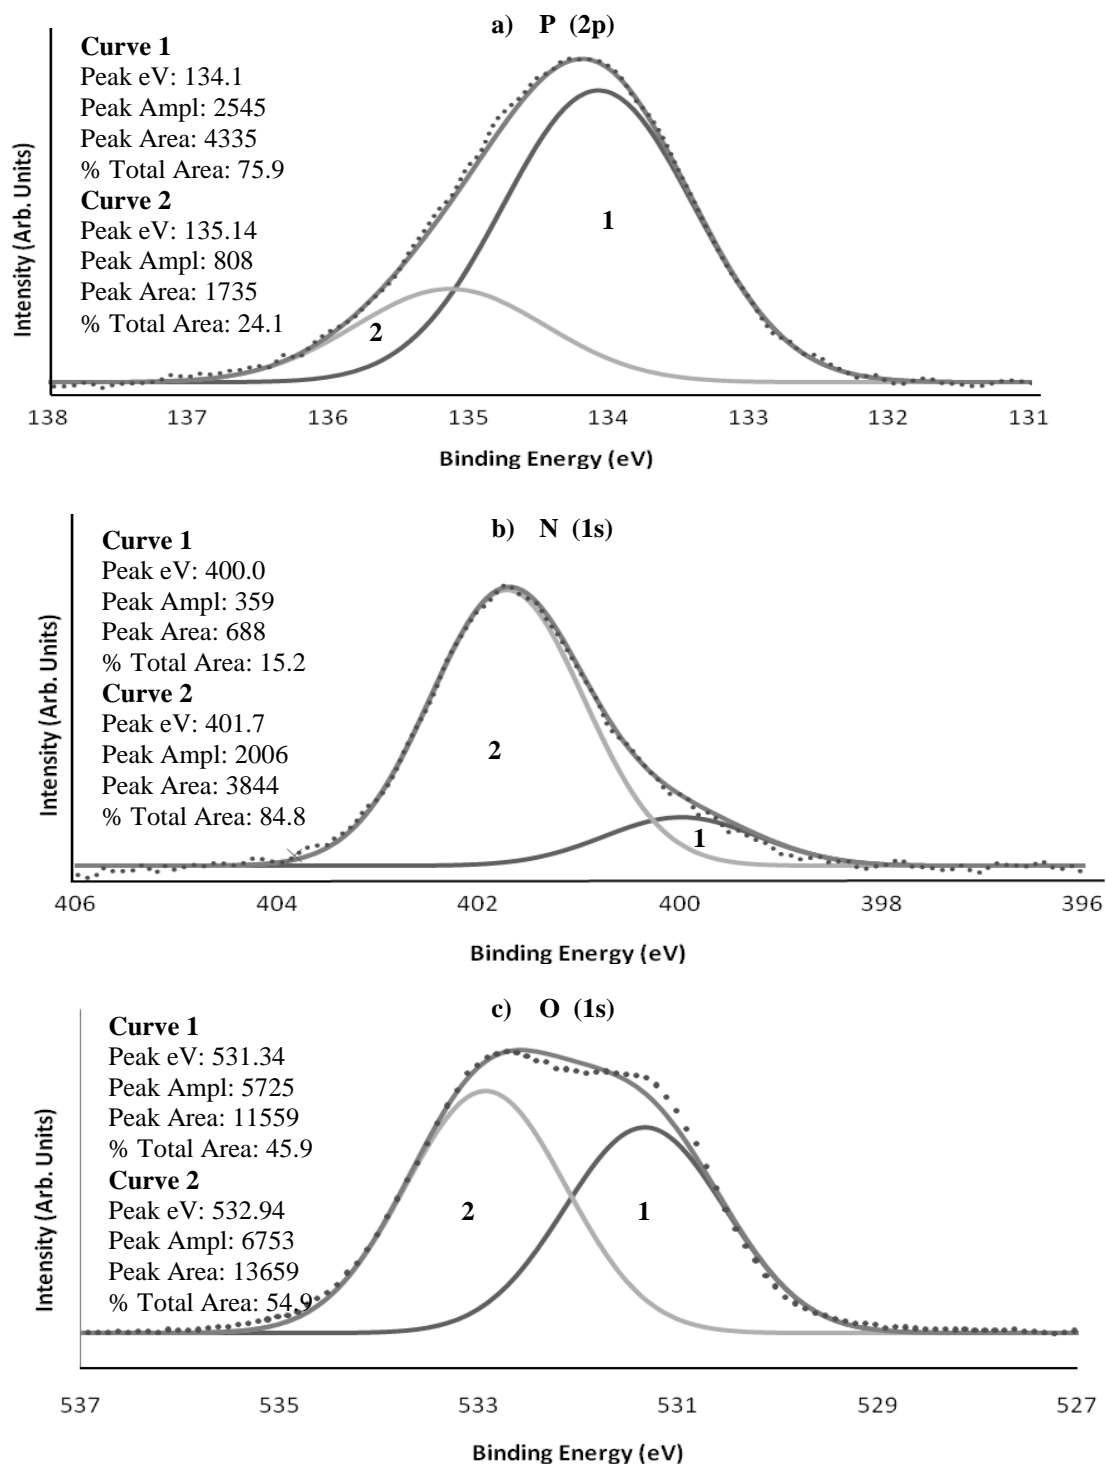 a) P (2p)
Curve 1
Peak eV: 134.1
Peak Ampl: 2545
Peak Area: 4335
% Total Area: 75.9
Curve 2
Peak eV: 135.14
Peak Ampl: 808
Peak Area: 1735
% Total Area: 24.1
Intensity (Arb. Units)
1
2
138 137 136 135 134 133 132 131
Binding Energy (eV)
b) N (1s)
Curve 1
Peak eV: 400.0
Peak Ampl: 359
Peak Area: 688
% Total Area: 15.2
Curve 2
Peak eV: 401.7
Peak Ampl: 2006
Peak Area: 3844
% Total Area: 84.8
Intensity (Arb. Units)
2
1
406 404 402 400 398 396
Binding Energy (eV)
c) O (1s)
Curve 1
Peak eV: 531.34
Peak Ampl: 5725
Peak Area: 11559
% Total Area: 45.9
Curve 2
Peak eV: 532.94
Peak Ampl: 6753
Peak Area: 13659
% Total Area: 54.9
Intensity (Arb. Units)
2 1
537 535 533 531 529 527
Binding Energy (eV)